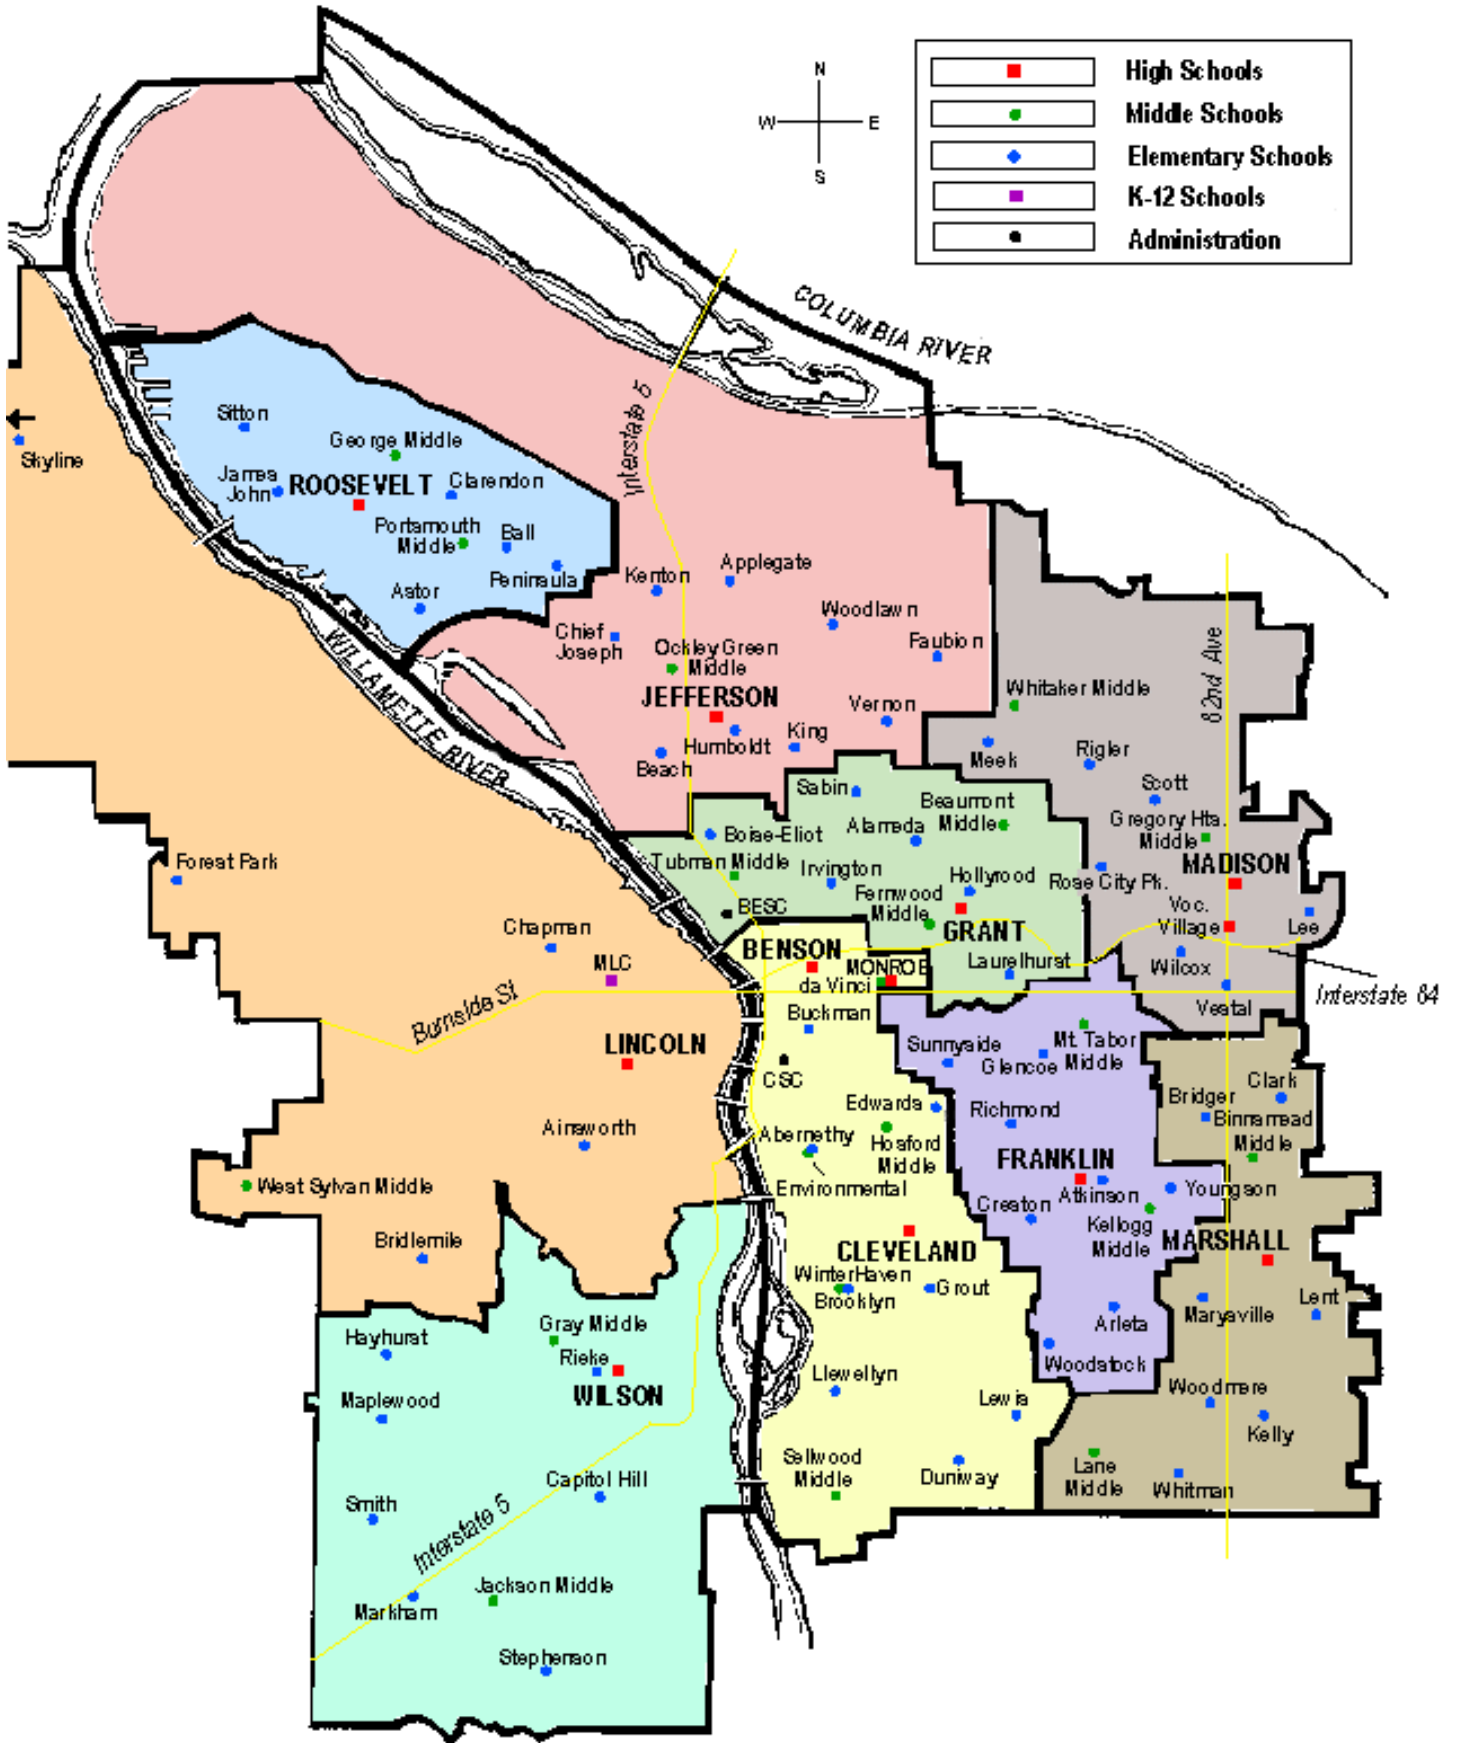 N
W
E
S
High Schools
Middle Schools
Elementary Schools
K-12 Schools
Administration
COLUMBIA RIVER
Interstate 5
Sitton
George Middle
Skyline
James
John
ROOSEVELT
Clarendon
Portsmouth
Middle
Ball
Peninsula
Astor
Kenton
Applegate
Woodlawn
Faubion
Chief
Joseph
Ockley Green
Middle
JEFFERSON
Vernon
Humboldt
King
Beach
WILLAMETTE RIVER
82nd Ave
Whitaker Middle
Meek
Rigler
Scott
Gregory Hts.
Middle
MADISON
Rose City Pk.
Voc.
Village
Lee
Wilcox
Vestal
Interstate 84
Sabin
Beaumont
Middle
Alameda
Boise-Eliot
Tubman Middle
Irvington
Hollyrood
Fernwood
Middle
BESC
GRANT
Laurelhurst
Forest Park
Chapman
MLC
Burnside St
LINCOLN
Ainsworth
West Sylvan Middle
Bridlemile
BENSON
MONROE
da Vinci
Buckman
CSC
Edwards
Hosford
Middle
Abernethy
Environmental
CLEVELAND
WinterHaven
Brooklyn
Grout
Llewellyn
Lewis
Sellwood
Middle
Duniway
Sunnyside
Glencoe
Mt. Tabor
Middle
Richmond
FRANKLIN
Atkinson
Creston
Kellogg
Middle
Arleta
Woodstock
Clark
Bridger
Binnsmead
Middle
Youngson
MARSHALL
Marysville
Lent
Woodmere
Kelly
Lane
Middle
Whitman
Hayhurst
Gray Middle
Rieke
WILSON
Maplewood
Capitol Hill
Smith
Interstate 5
Jackson Middle
Markham
Stephenson